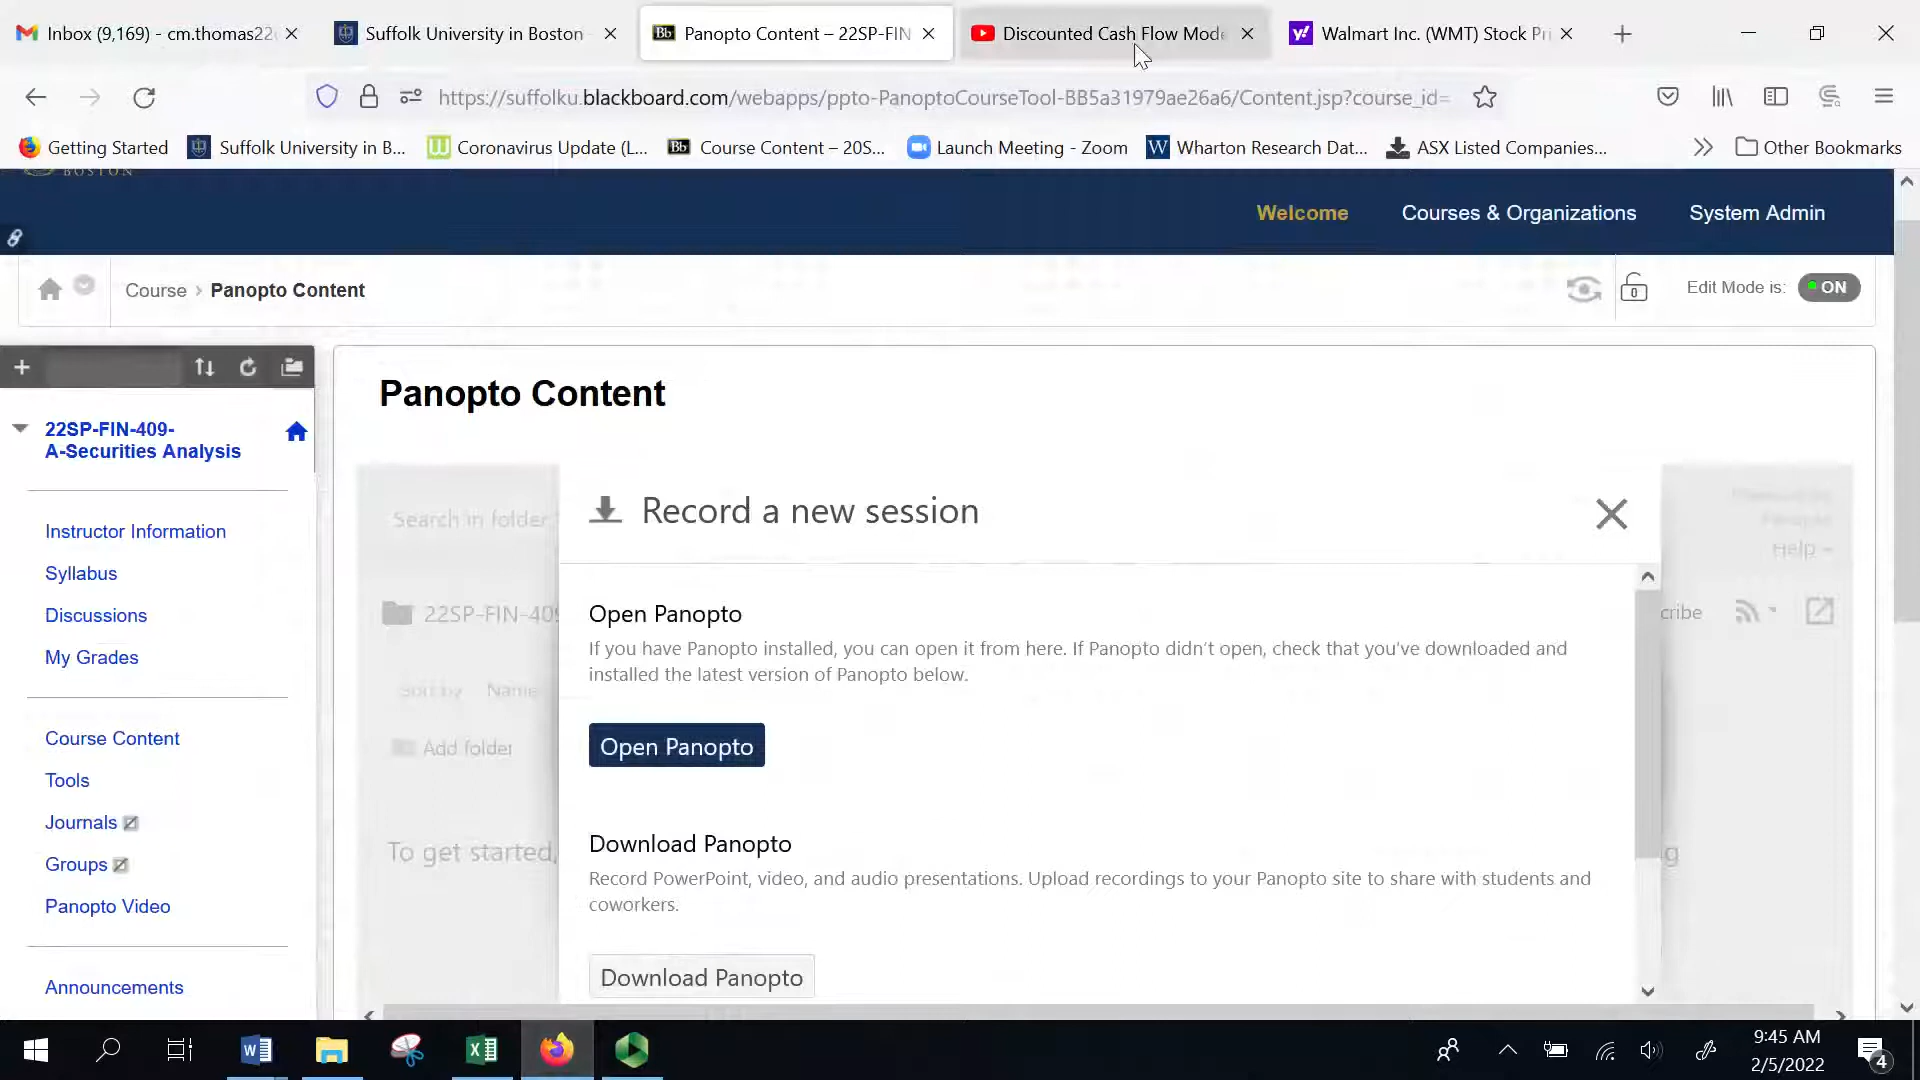 Inbox (9,169) - cm.thomas22
Suffolk University in Boston -
Panopto Content – 22SP-FIN
Discounted Cash Flow Mode
Walmart Inc. (WMT) Stock Pri
https://suffolku.blackboard.com/webapps/ppto-PanoptoCourseTool-BB5a31979ae26a6/Content.jsp?course_id=
Getting Started
Suffolk University in B...
Coronavirus Update (L...
Course Content – 20S...
Launch Meeting - Zoom
Wharton Research Dat...
ASX Listed Companies...
Other Bookmarks
BOSTON
Welcome
Courses & Organizations
System Admin
Course
Panopto Content
0
Edit Mode is:
ON
22SP-FIN-409-
A-Securities Analysis
Instructor Information
Syllabus
Discussions
My Grades
Course Content
Tools
Journals
Groups
Panopto Video
Announcements
Panopto Content
Search in folder
Record a new session
Help
22SP-FIN-409
cribe
Open Panopto
If you have Panopto installed, you can open it from here. If Panopto didn't open, check that you've downloaded and
installed the latest version of Panopto below.
Sort by
Name
Open Panopto
Add folder
Download Panopto
To get started,
g
Record PowerPoint, video, and audio presentations. Upload recordings to your Panopto site to share with students and
coworkers.
Download Panopto
9:45 AM
2/5/2022
4